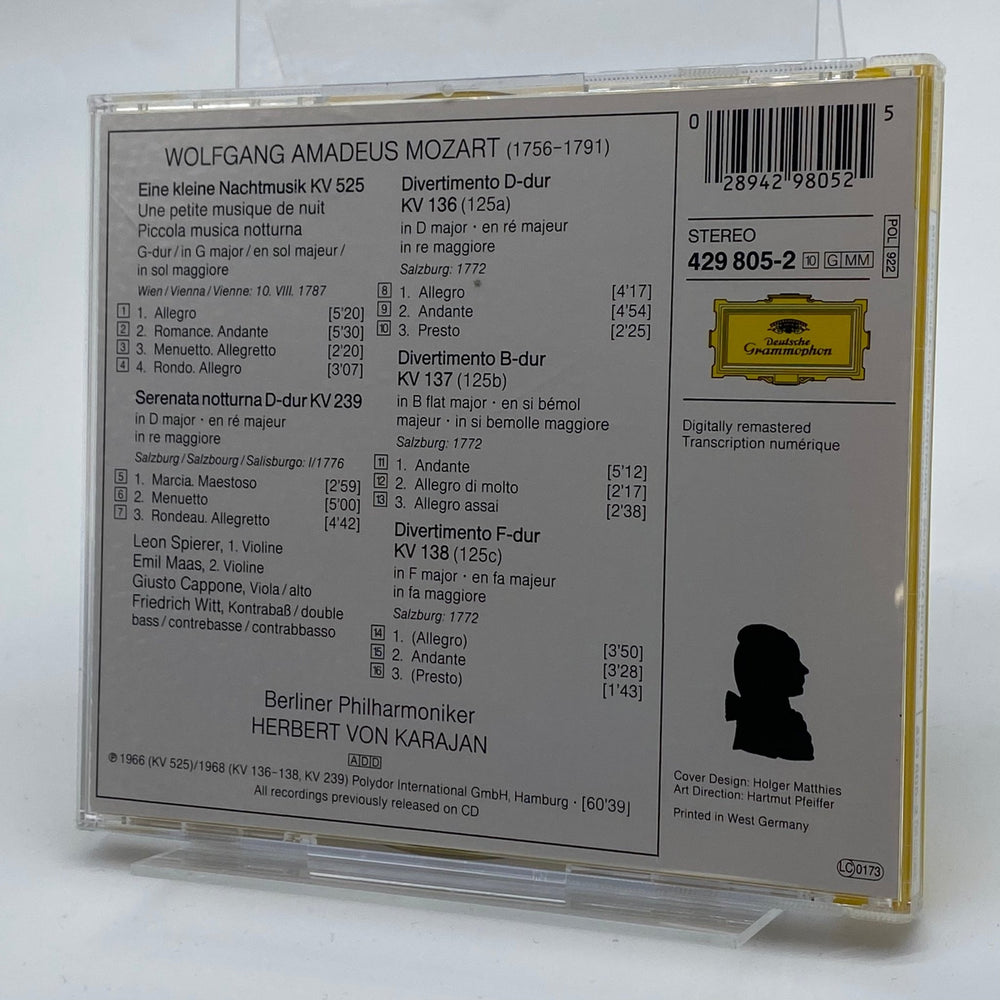 WOLFGANG AMADEUS MOZART (1756–1791)
Eine kleine Nachtmusik KV 525
Une petite musique de nuit
Piccola musica notturna
G-dur / in G major / en sol majeur /
in sol maggiore
Wien / Vienna / Vienne: 10. VIII. 1787
1 1. Allegro [5'20]
2 2. Romance. Andante [5'30]
3 3. Menuetto. Allegretto [2'20]
4 4. Rondo. Allegro [3'07]
Serenata notturna D-dur KV 239
in D major · en ré majeur
in re maggiore
Salzburg / Salzbourg / Salisburgo: I/1776
5 1. Marcia. Maestoso [2'59]
6 2. Menuetto [5'00]
7 3. Rondeau. Allegretto [4'42]
Leon Spierer, 1. Violine
Emil Maas, 2. Violine
Giusto Cappone, Viola / alto
Friedrich Witt, Kontrabaß / double
bass / contrebasse / contrabbasso
Divertimento D-dur
KV 136 (125a)
in D major · en ré majeur
in re maggiore
Salzburg: 1772
8 1. Allegro [4'17]
9 2. Andante [4'54]
10 3. Presto [2'25]
Divertimento B-dur
KV 137 (125b)
in B flat major · en si bémol
majeur · in si bemolle maggiore
Salzburg: 1772
11 1. Andante [5'12]
12 2. Allegro di molto [2'17]
13 3. Allegro assai [2'38]
Divertimento F-dur
KV 138 (125c)
in F major · en fa majeur
in fa maggiore
Salzburg: 1772
14 1. (Allegro) [3'50]
15 2. Andante [3'28]
16 3. (Presto) [1'43]
Berliner Philharmoniker
HERBERT VON KARAJAN
ADD
℗ 1966 (KV 525)/1968 (KV 136–138, KV 239) Polydor International GmbH, Hamburg · [60'39]
All recordings previously released on CD
0 28942 98052 5
STEREO
429 805-2 10 G MM
POL 922
Deutsche
Grammophon
Digitally remastered
Transcription numérique
Cover Design: Holger Matthies
Art Direction: Hartmut Pfeiffer
Printed in West Germany
LC 0173